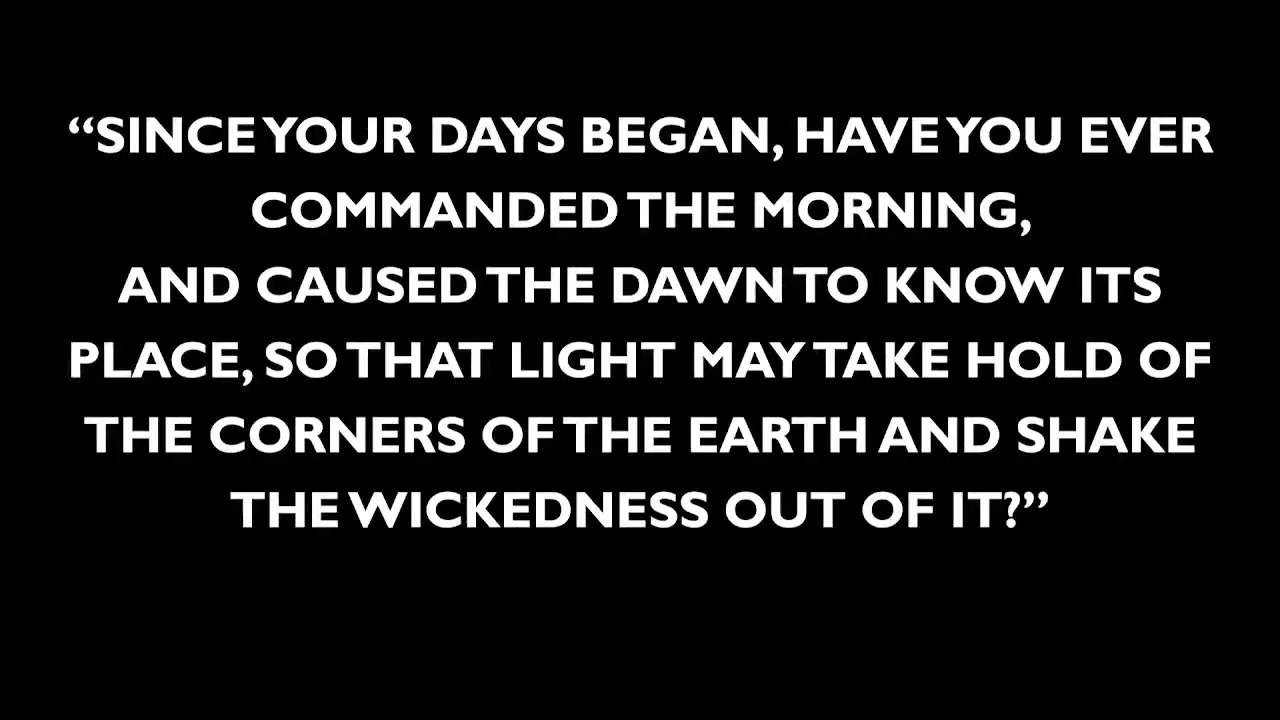 “SINCE YOUR DAYS BEGAN, HAVE YOU EVER
COMMANDED THE MORNING,
AND CAUSED THE DAWN TO KNOW ITS
PLACE, SO THAT LIGHT MAY TAKE HOLD OF
THE CORNERS OF THE EARTH AND SHAKE
THE WICKEDNESS OUT OF IT?”